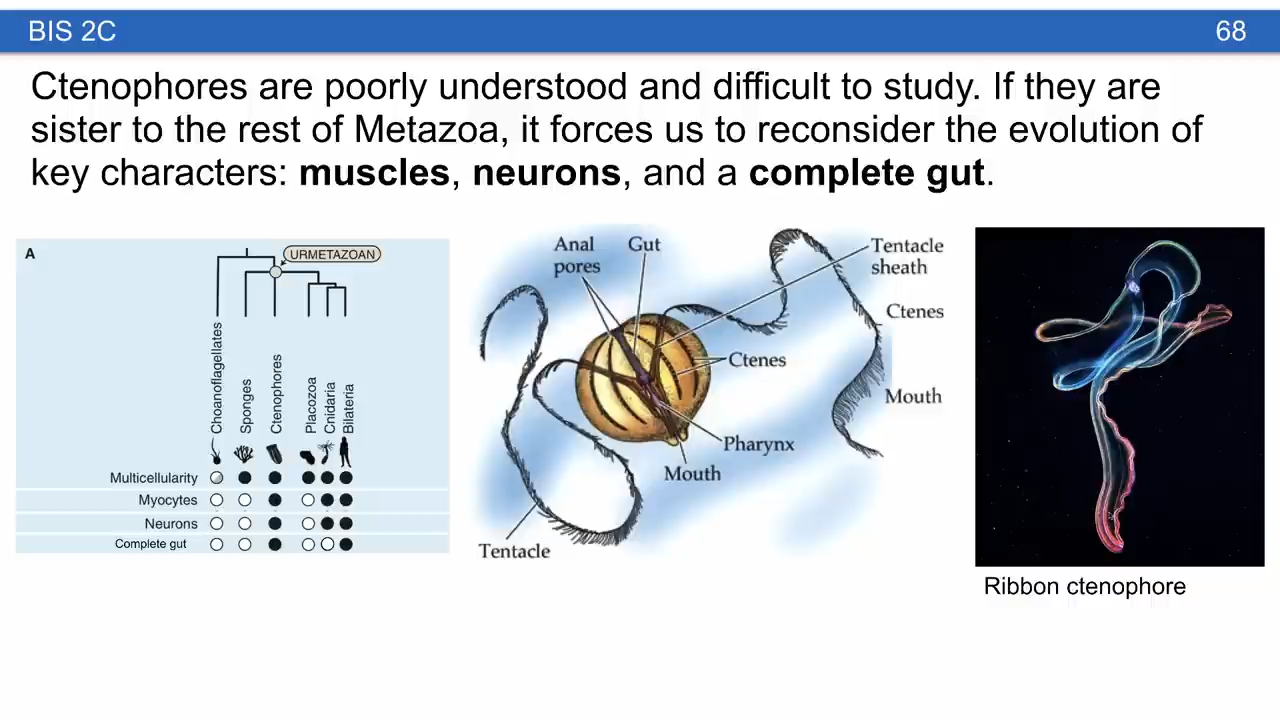 BIS 2C
68
Ctenophores are poorly understood and difficult to study. If they are
sister to the rest of Metazoa, it forces us to reconsider the evolution of
key characters: muscles, neurons, and a complete gut.
A
URMETAZOAN
Choanoflagellates
Sponges
Ctenophores
Placozoa
Cnidaria
Bilateria
Multicellularity
Myocytes
Neurons
Complete gut
Anal
pores
Gut
Tentacle
sheath
Ctenes
Ctenes
Mouth
Pharynx
Mouth
Tentacle
Ribbon ctenophore